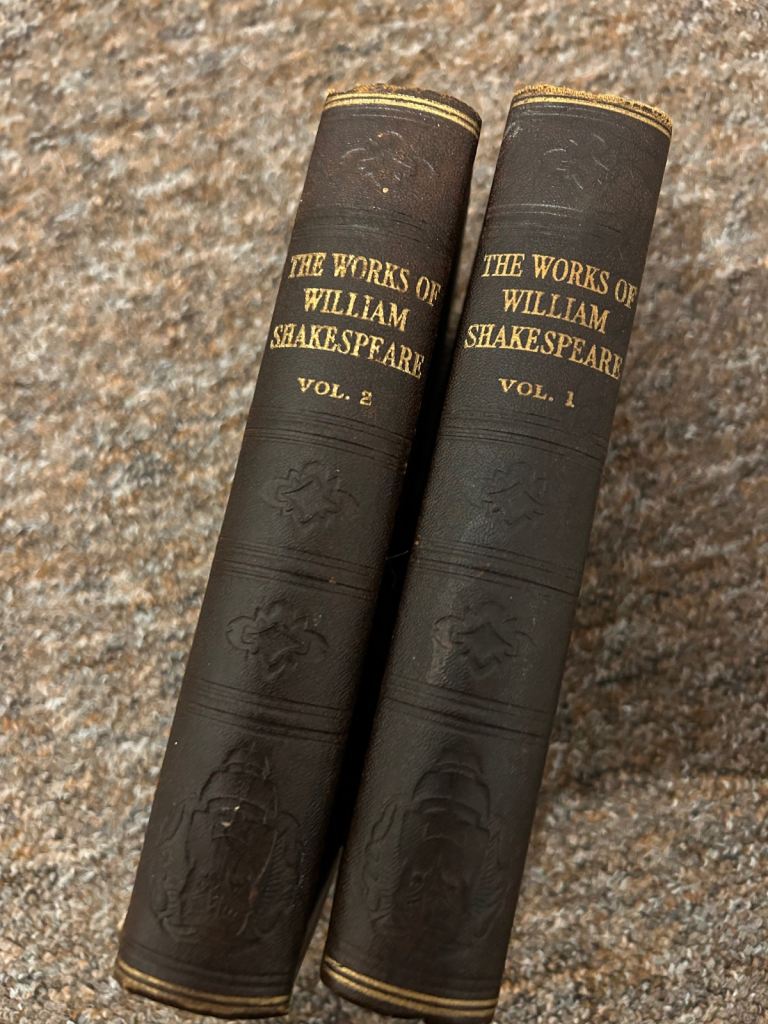 THE WORKS OF
WILLIAM
SHAKESPEARE
VOL. 2
THE WORKS OF
WILLIAM
SHAKESPEARE
VOL. 1